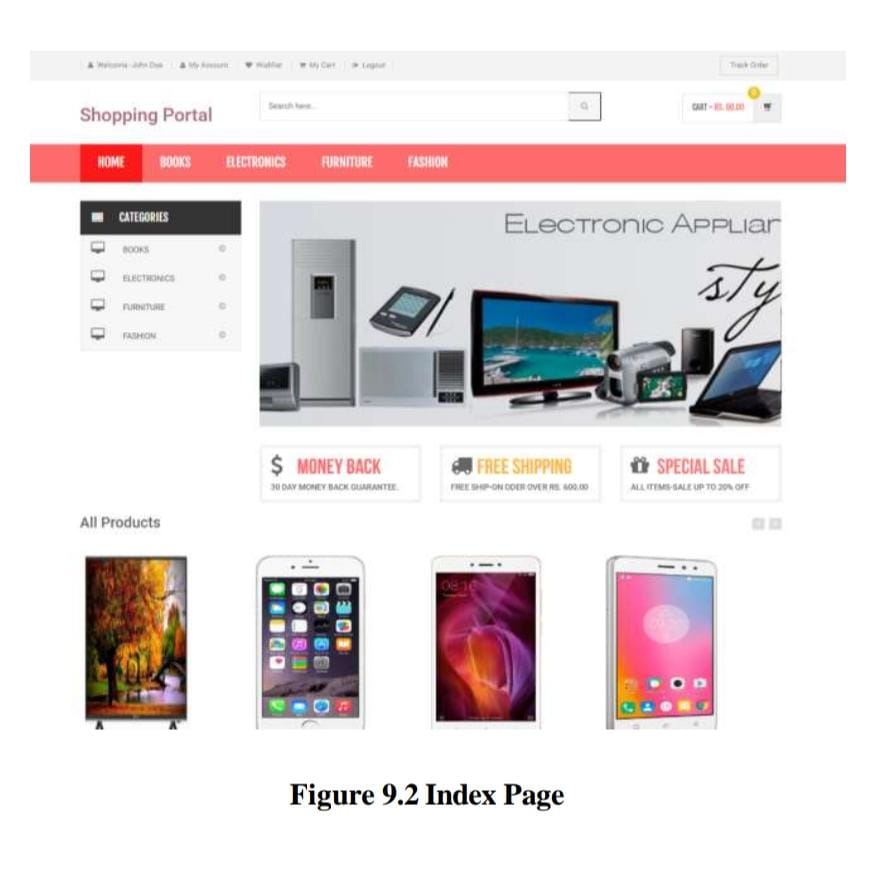 Welcome -John Doe My Account Wishlist My Cart Logout Track Order
0
Shopping Portal Search here... CART - RS. 00.00
HOME BOOKS ELECTRONICS FURNITURE FASHION
CATEGORIES
BOOKS
ELECTRONICS
FURNITURE
FASHION
ELECTRONIC APPLIAN
sty
$ MONEY BACK
30 DAY MONEY BACK GUARANTEE.
FREE SHIPPING
FREE SHIP-ON ODER OVER RS. 600.00
SPECIAL SALE
ALL ITEMS-SALE UP TO 20% OFF
All Products
08:16
Figure 9.2 Index Page